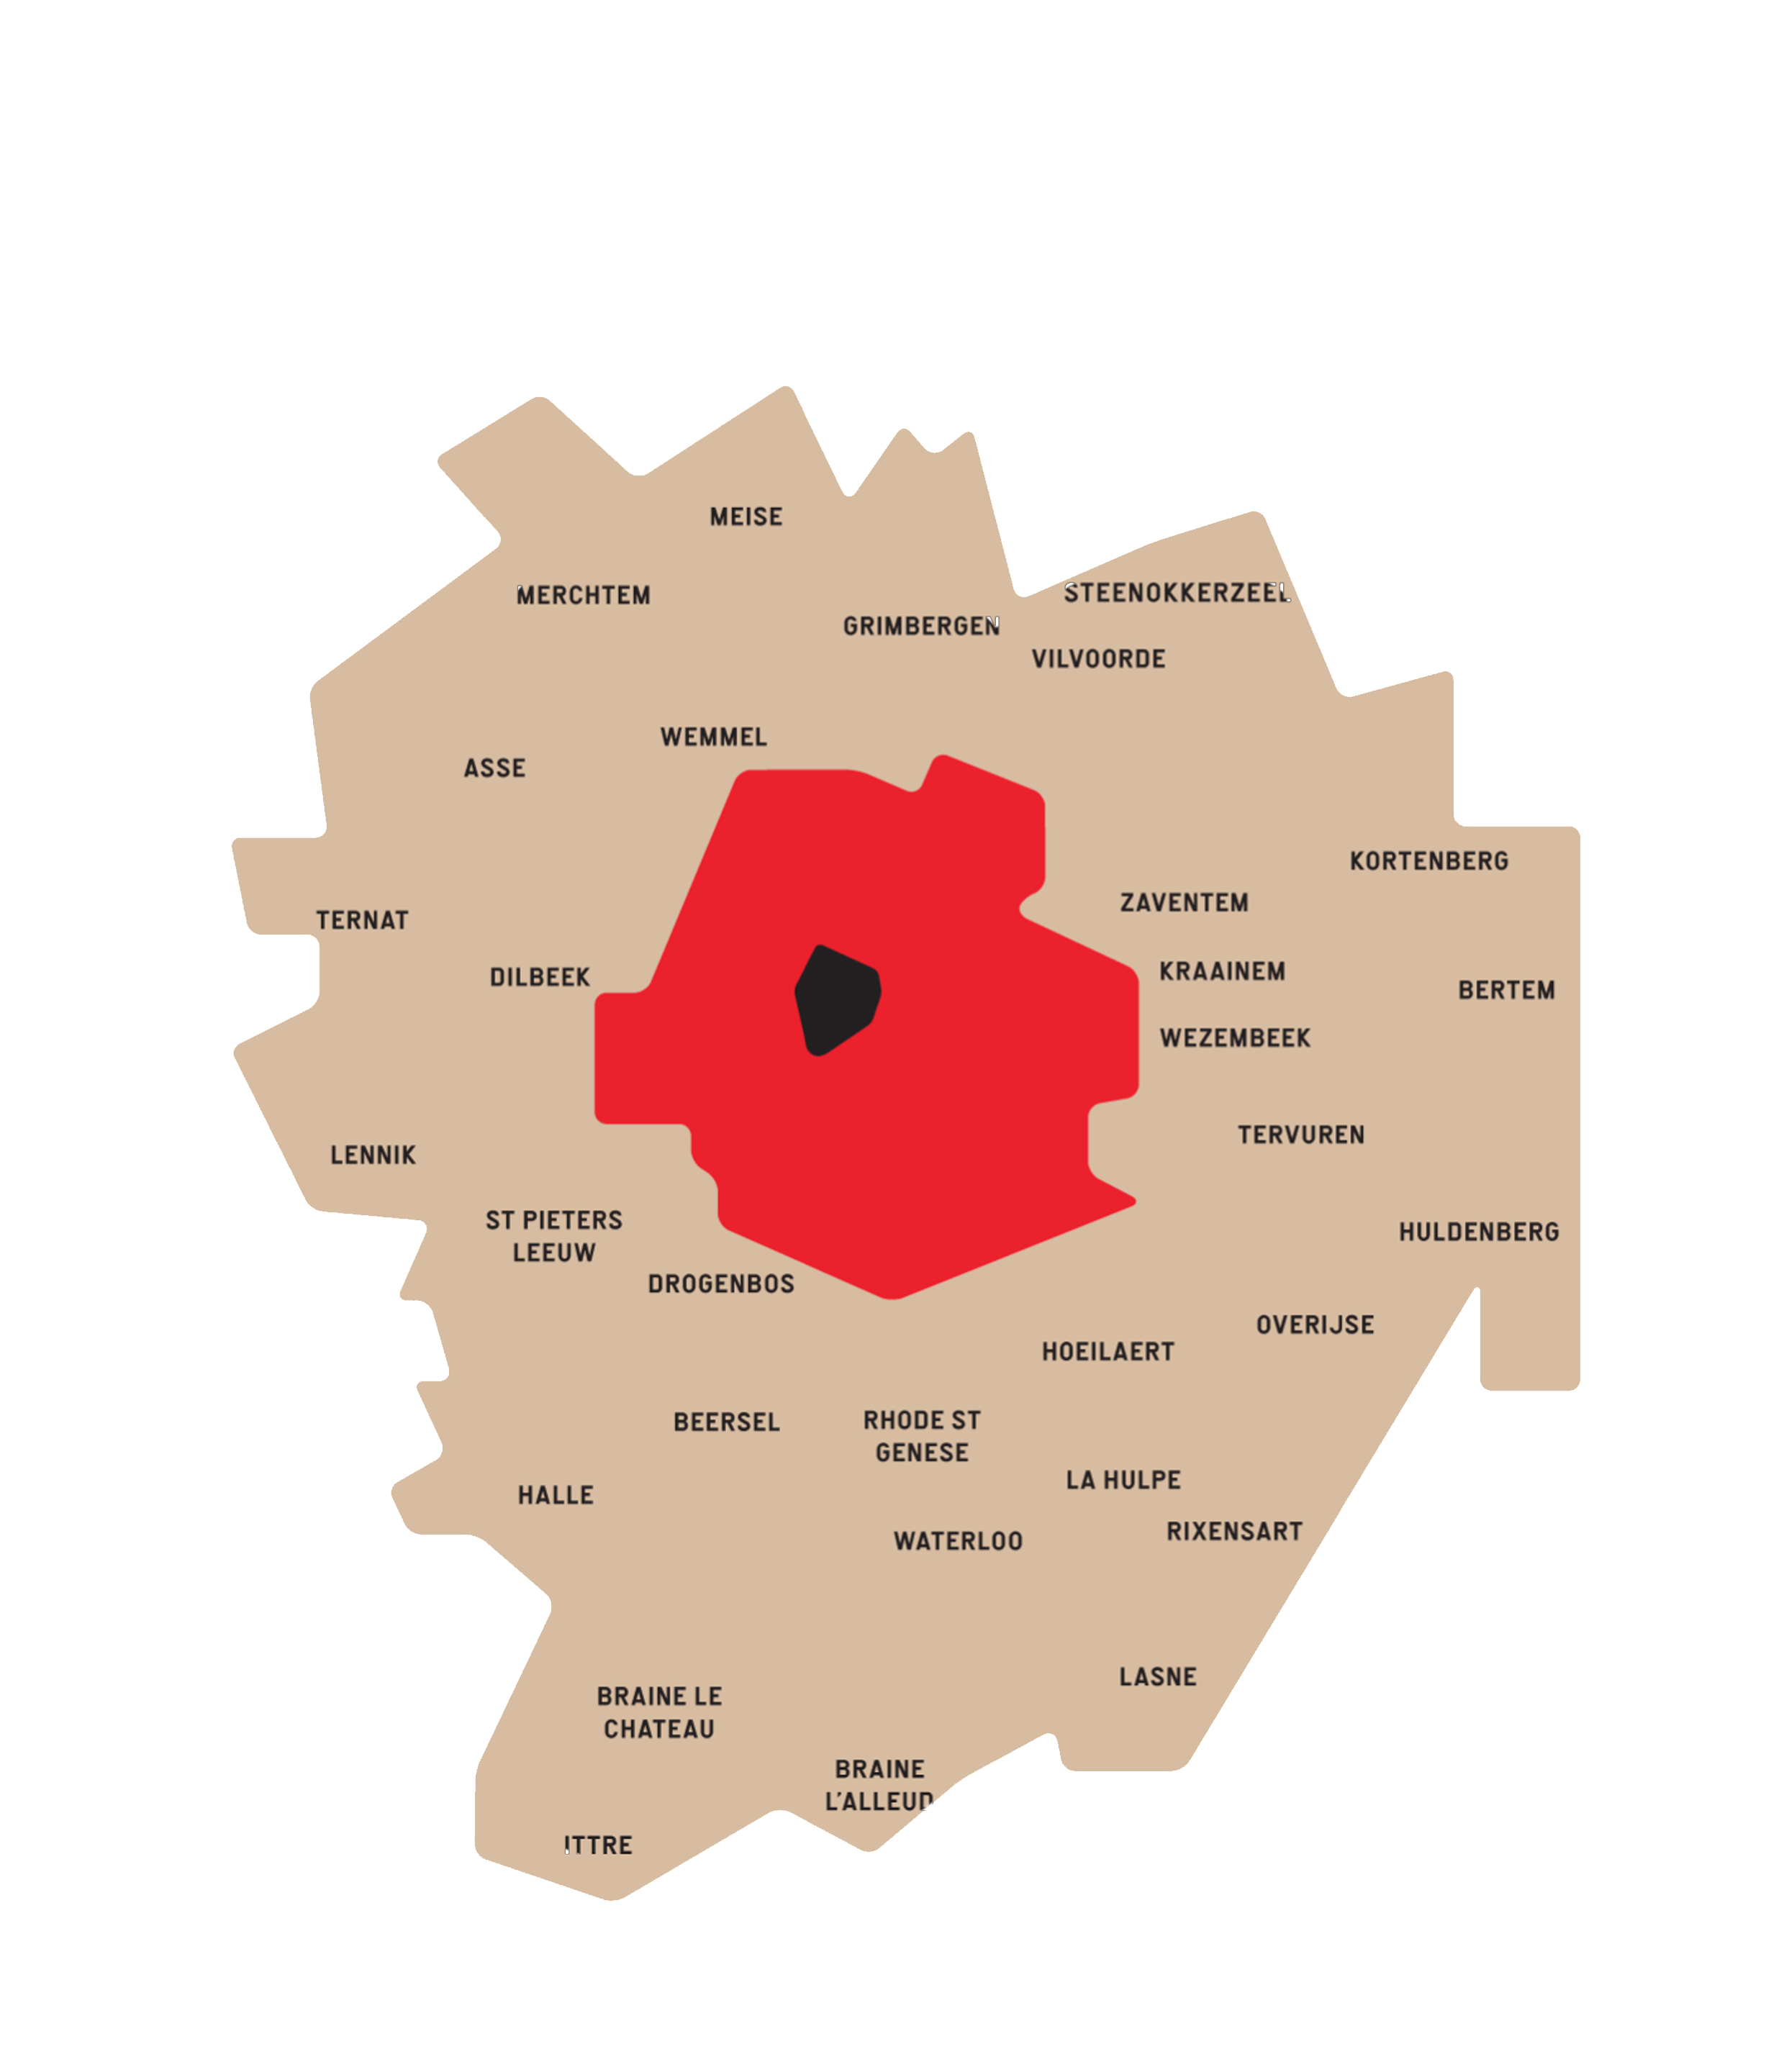 MEISE
MERCHTEM
STEENOKKERZEEL
GRIMBERGEN
VILVOORDE
WEMMEL
ASSE
KORTENBERG
ZAVENTEM
TERNAT
KRAAINEM
DILBEEK
BERTEM
WEZEMBEEK
TERVUREN
LENNIK
ST PIETERS
LEEUW
HULDENBERG
DROGENBOS
OVERIJSE
HOEILAERT
BEERSEL
RHODE ST
GENESE
LA HULPE
HALLE
RIXENSART
WATERLOO
LASNE
BRAINE LE
CHATEAU
BRAINE
L'ALLEUD
ITTRE